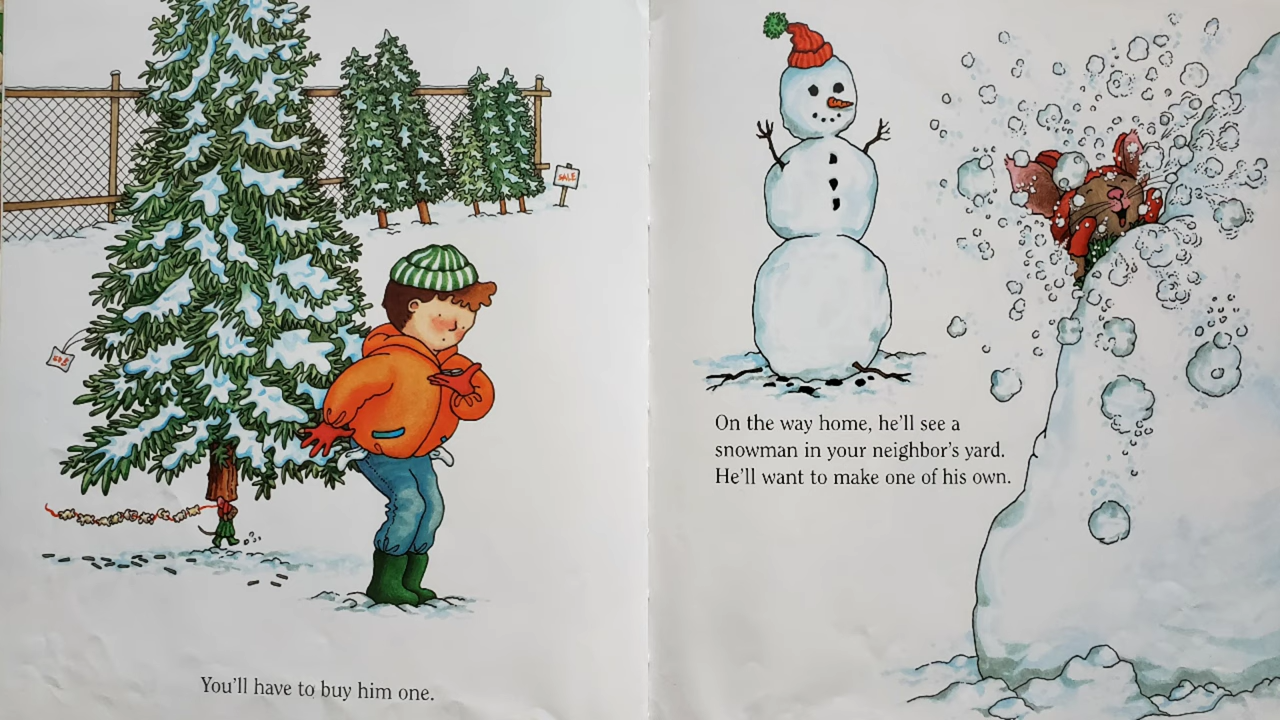 SALE
You'll have to buy him one.
On the way home, he'll see a
snowman in your neighbor's yard.
He'll want to make one of his own.